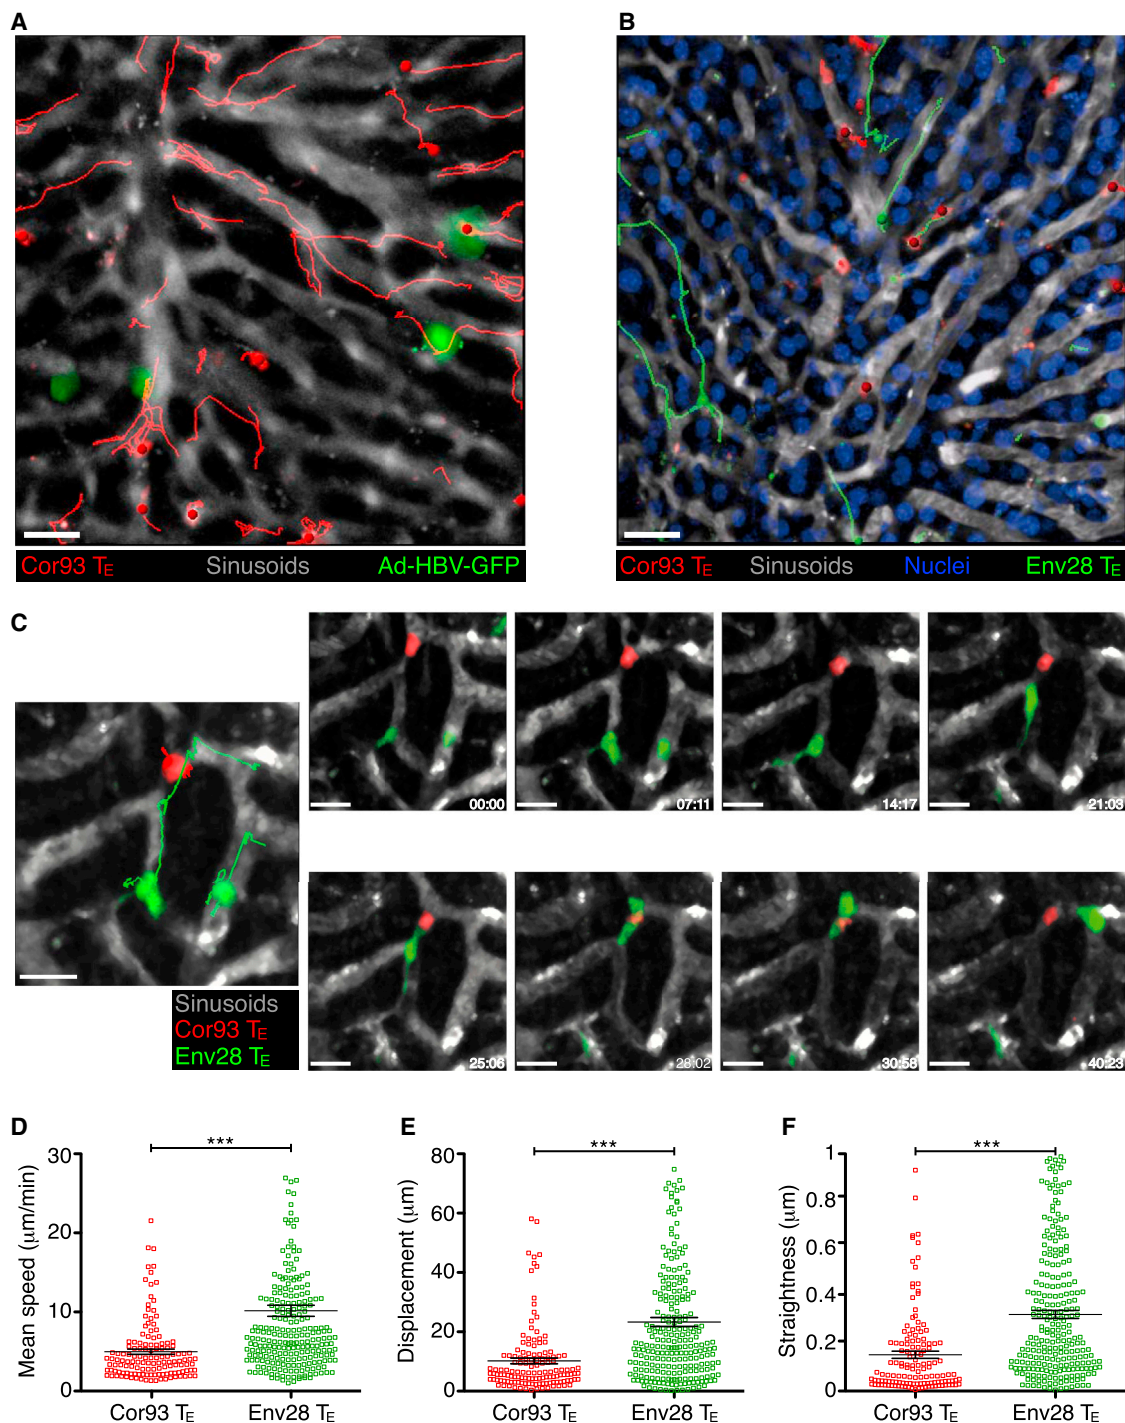 A
B
Cor93 TE Sinusoids Ad-HBV-GFP
Cor93 TE Sinusoids Nuclei Env28 TE
C
00:00
07:11
14:17
21:03
Sinusoids
Cor93 TE
Env28 TE
25:06
28:02
30:58
40:23
D
***
Mean speed (μm/min)
30
20
10
0
Cor93 TE Env28 TE
E
***
Displacement (μm)
80
60
40
20
0
Cor93 TE Env28 TE
F
***
Straightness (μm)
1
0.8
0.6
0.4
0.2
0
Cor93 TE Env28 TE